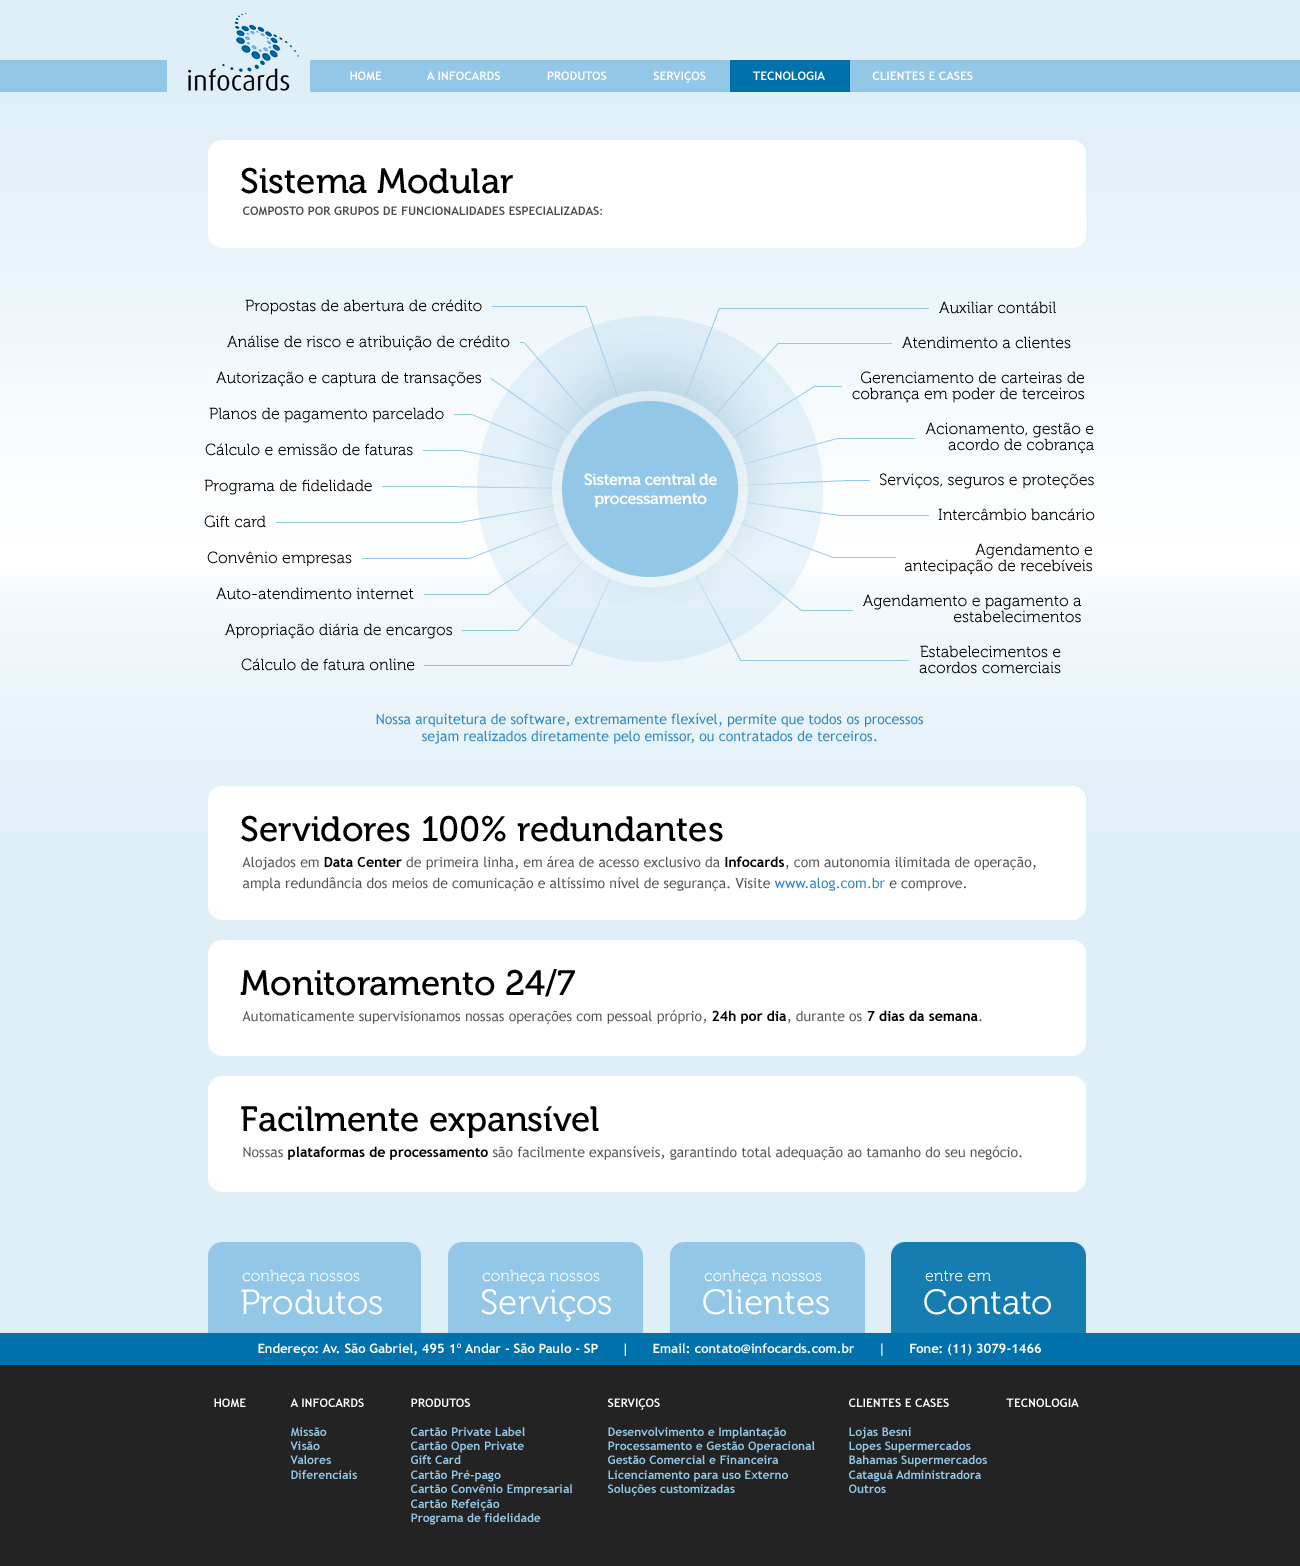 infocards
HOME
A INFOCARDS
PRODUTOS
SERVIÇOS
TECNOLOGIA
CLIENTES E CASES
Sistema Modular
COMPOSTO POR GRUPOS DE FUNCIONALIDADES ESPECIALIZADAS:
Propostas de abertura de crédito
Análise de risco e atribuição de crédito
Autorização e captura de transações
Planos de pagamento parcelado
Cálculo e emissão de faturas
Programa de fidelidade
Gift card
Convênio empresas
Auto-atendimento internet
Apropriação diária de encargos
Cálculo de fatura online
Sistema central de
processamento
Auxiliar contábil
Atendimento a clientes
Gerenciamento de carteiras de
cobrança em poder de terceiros
Acionamento, gestão e
acordo de cobrança
Serviços, seguros e proteções
Intercâmbio bancário
Agendamento e
antecipação de recebíveis
Agendamento e pagamento a
estabelecimentos
Estabelecimentos e
acordos comerciais
Nossa arquitetura de software, extremamente flexível, permite que todos os processos
sejam realizados diretamente pelo emissor, ou contratados de terceiros.
Servidores 100% redundantes
Alojados em Data Center de primeira linha, em área de acesso exclusivo da Infocards, com autonomia ilimitada de operação,
ampla redundância dos meios de comunicação e altíssimo nível de segurança. Visite www.alog.com.br e comprove.
Monitoramento 24/7
Automaticamente supervisionamos nossas operações com pessoal próprio, 24h por dia, durante os 7 dias da semana.
Facilmente expansível
Nossas plataformas de processamento são facilmente expansíveis, garantindo total adequação ao tamanho do seu negócio.
conheça nossos
Produtos
conheça nossos
Serviços
conheça nossos
Clientes
entre em
Contato
Endereço: Av. São Gabriel, 495 1º Andar - São Paulo - SP | Email: contato@infocards.com.br | Fone: (11) 3079-1466
HOME
A INFOCARDS
Missão
Visão
Valores
Diferenciais
PRODUTOS
Cartão Private Label
Cartão Open Private
Gift Card
Cartão Pré-pago
Cartão Convênio Empresarial
Cartão Refeição
Programa de fidelidade
SERVIÇOS
Desenvolvimento e Implantação
Processamento e Gestão Operacional
Gestão Comercial e Financeira
Licenciamento para uso Externo
Soluções customizadas
CLIENTES E CASES
Lojas Besni
Lopes Supermercados
Bahamas Supermercados
Cataguá Administradora
Outros
TECNOLOGIA